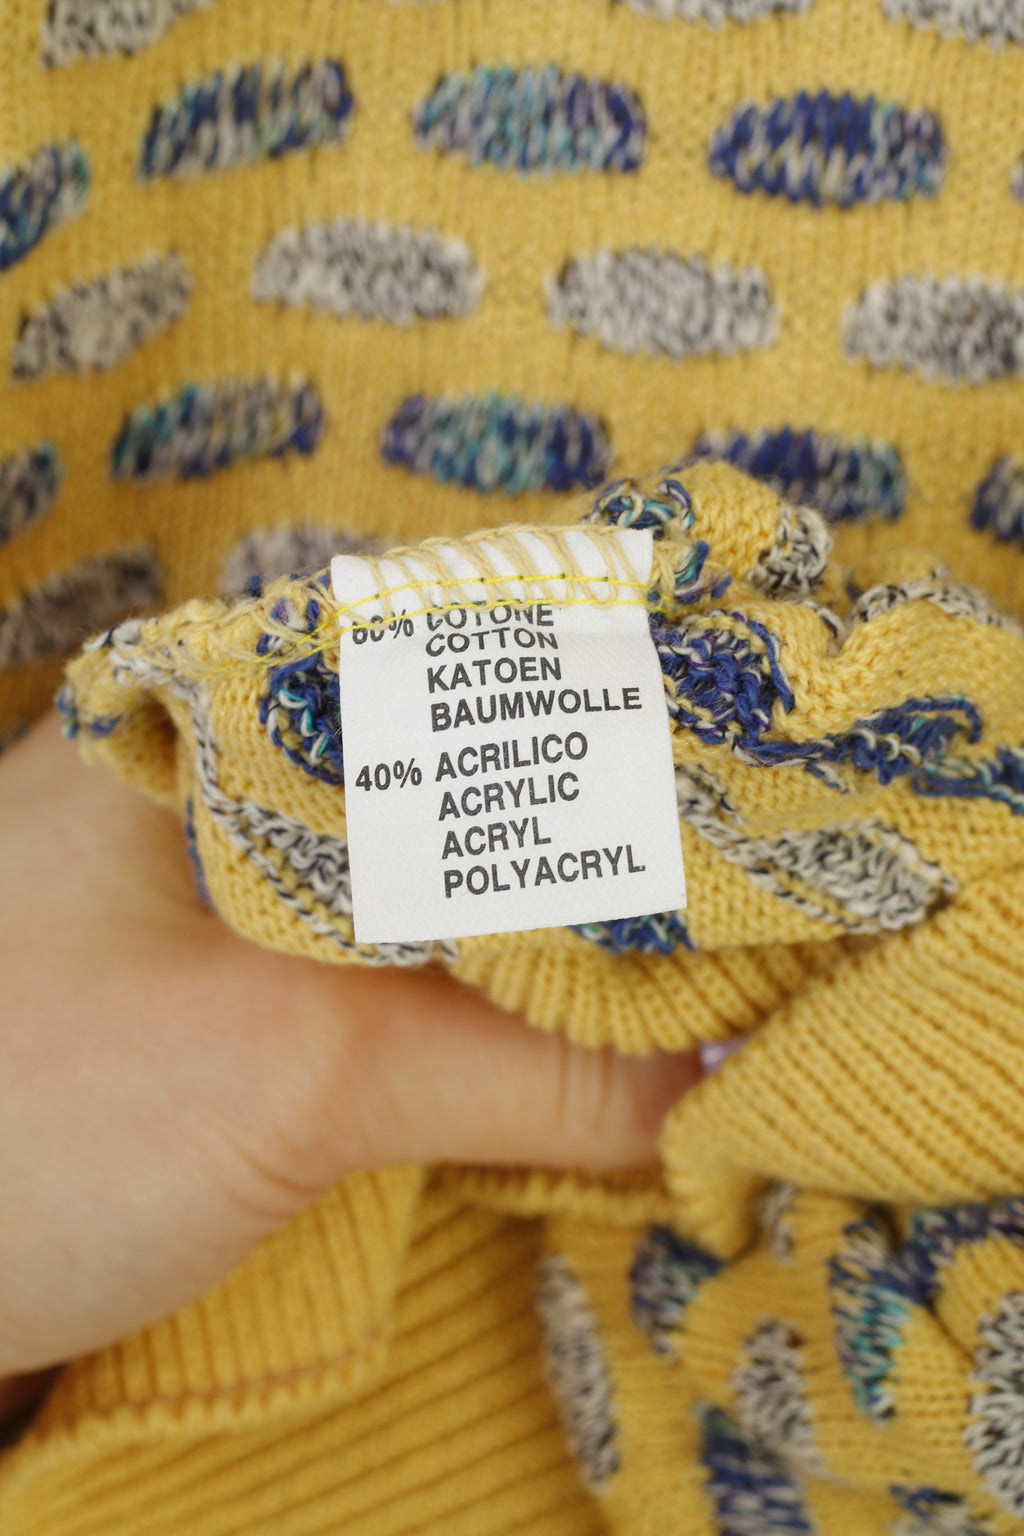 60% COTONE
COTTON
KATOEN
BAUMWOLLE
40% ACRILICO
ACRYLIC
ACRYL
POLYACRYL